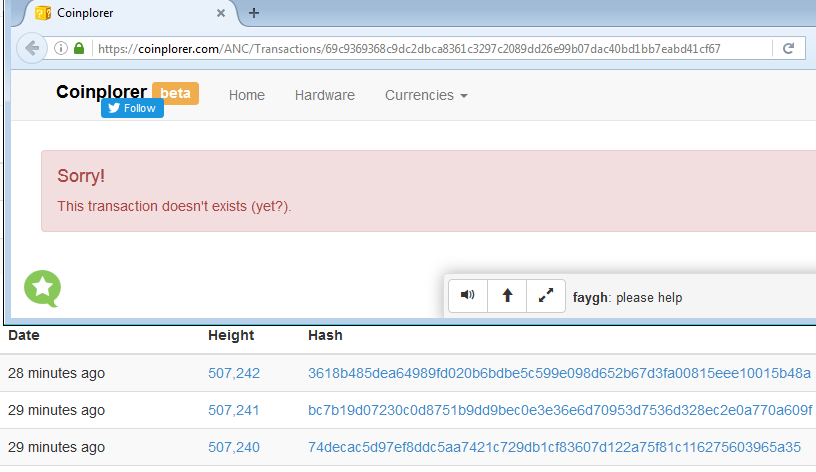 Coinplorer
https://coinplorer.com/ANC/Transactions/69c9369368c9dc2dbca8361c3297c2089dd26e99b07dac40bd1bb7eabd41cf67
Coinplorer beta Home Hardware Currencies
Follow
Sorry!
This transaction doesn't exists (yet?).
faygh: please help
Date Height Hash
28 minutes ago 507,242 3618b485dea64989fd020b6bdbe5c599e098d652b67d3fa00815eee10015b48a
29 minutes ago 507,241 bc7b19d07230c0d8751b9dd9bec0e3e36e6d70953d7536d328ec2e0a770a609f
29 minutes ago 507,240 74decac5d97ef8ddc5aa7421c729db1cf83607d122a75f81c116275603965a35